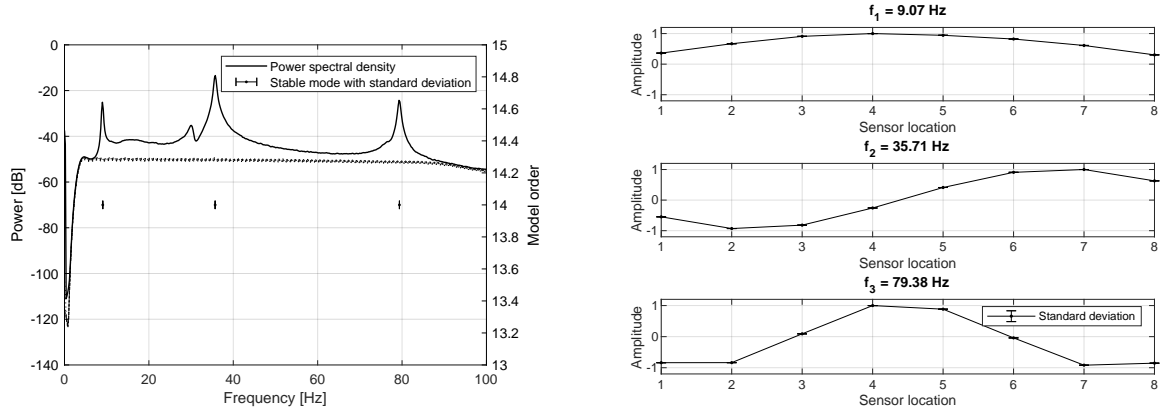 0
-20
-40
-60
-80
-100
-120
-140
Power [dB]
0
20
40
60
80
100
Frequency [Hz]
15
14.8
14.6
14.4
14.2
14
13.8
13.6
13.4
13.2
13
Model order
Power spectral density
Stable mode with standard deviation
f1 = 9.07 Hz
1
0
-1
Amplitude
1 2 3 4 5 6 7 8
Sensor location
f2 = 35.71 Hz
1
0
-1
Amplitude
1 2 3 4 5 6 7 8
Sensor location
f3 = 79.38 Hz
1
0
-1
Amplitude
Standard deviation
1 2 3 4 5 6 7 8
Sensor location